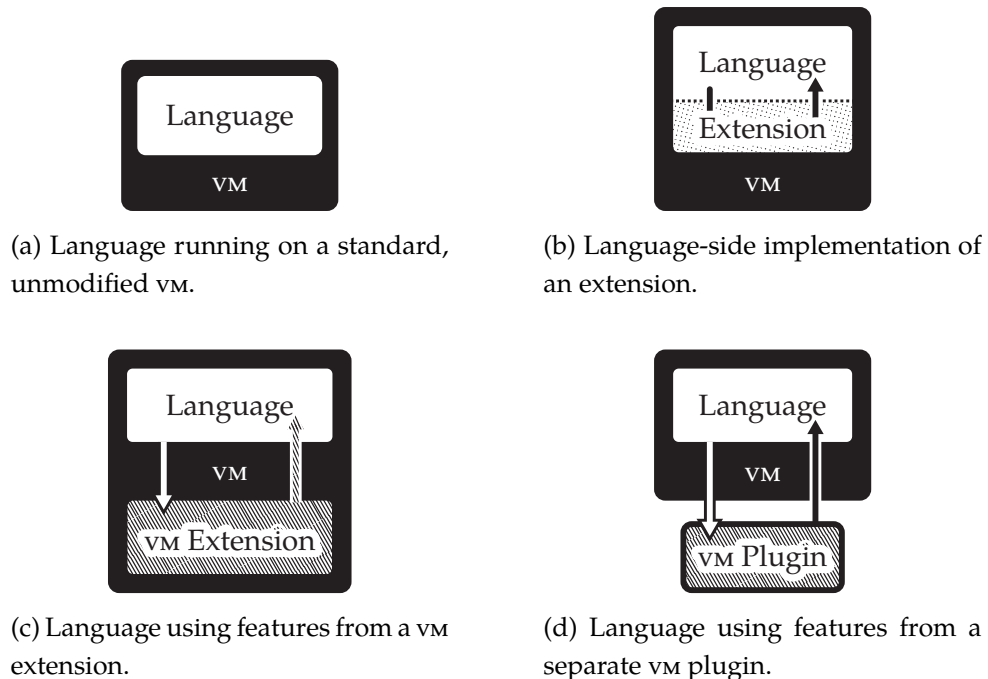 Language
VM
(a) Language running on a standard,
unmodified VM.
Language
Extension
VM
(b) Language-side implementation of
an extension.
Language
VM
VM Extension
(c) Language using features from a VM
extension.
Language
VM
VM Plugin
(d) Language using features from a
separate VM plugin.